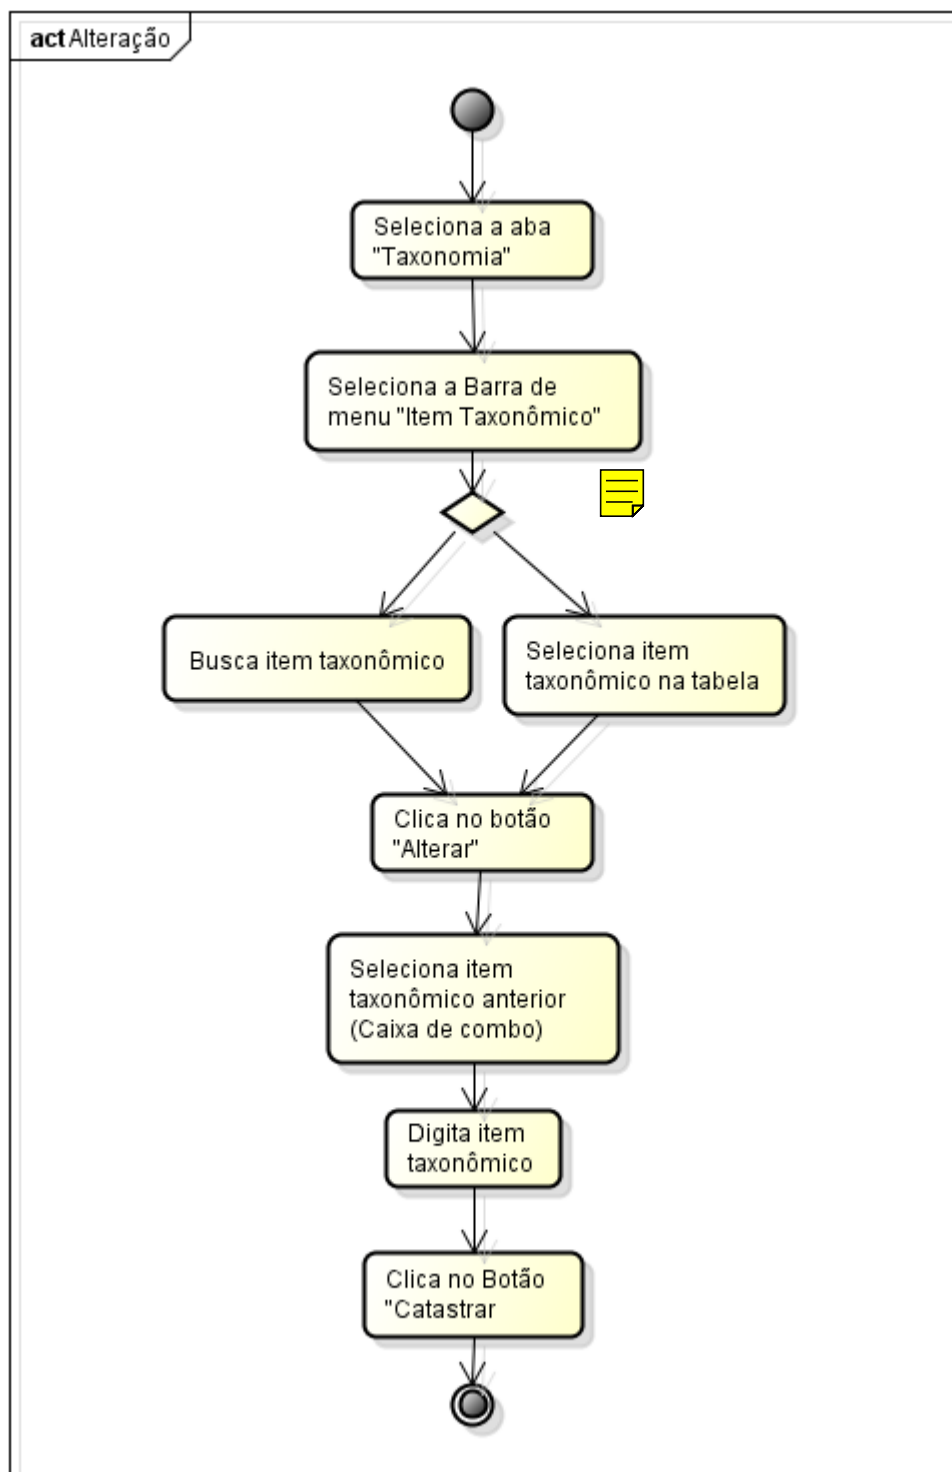 act Alteração
Seleciona a aba
"Taxonomia"
Seleciona a Barra de
menu "Item Taxonômico"
Busca item taxonômico
Seleciona item
taxonômico na tabela
Clica no botão
"Alterar"
Seleciona item
taxonômico anterior
(Caixa de combo)
Digita item
taxonômico
Clica no Botão
"Catastrar